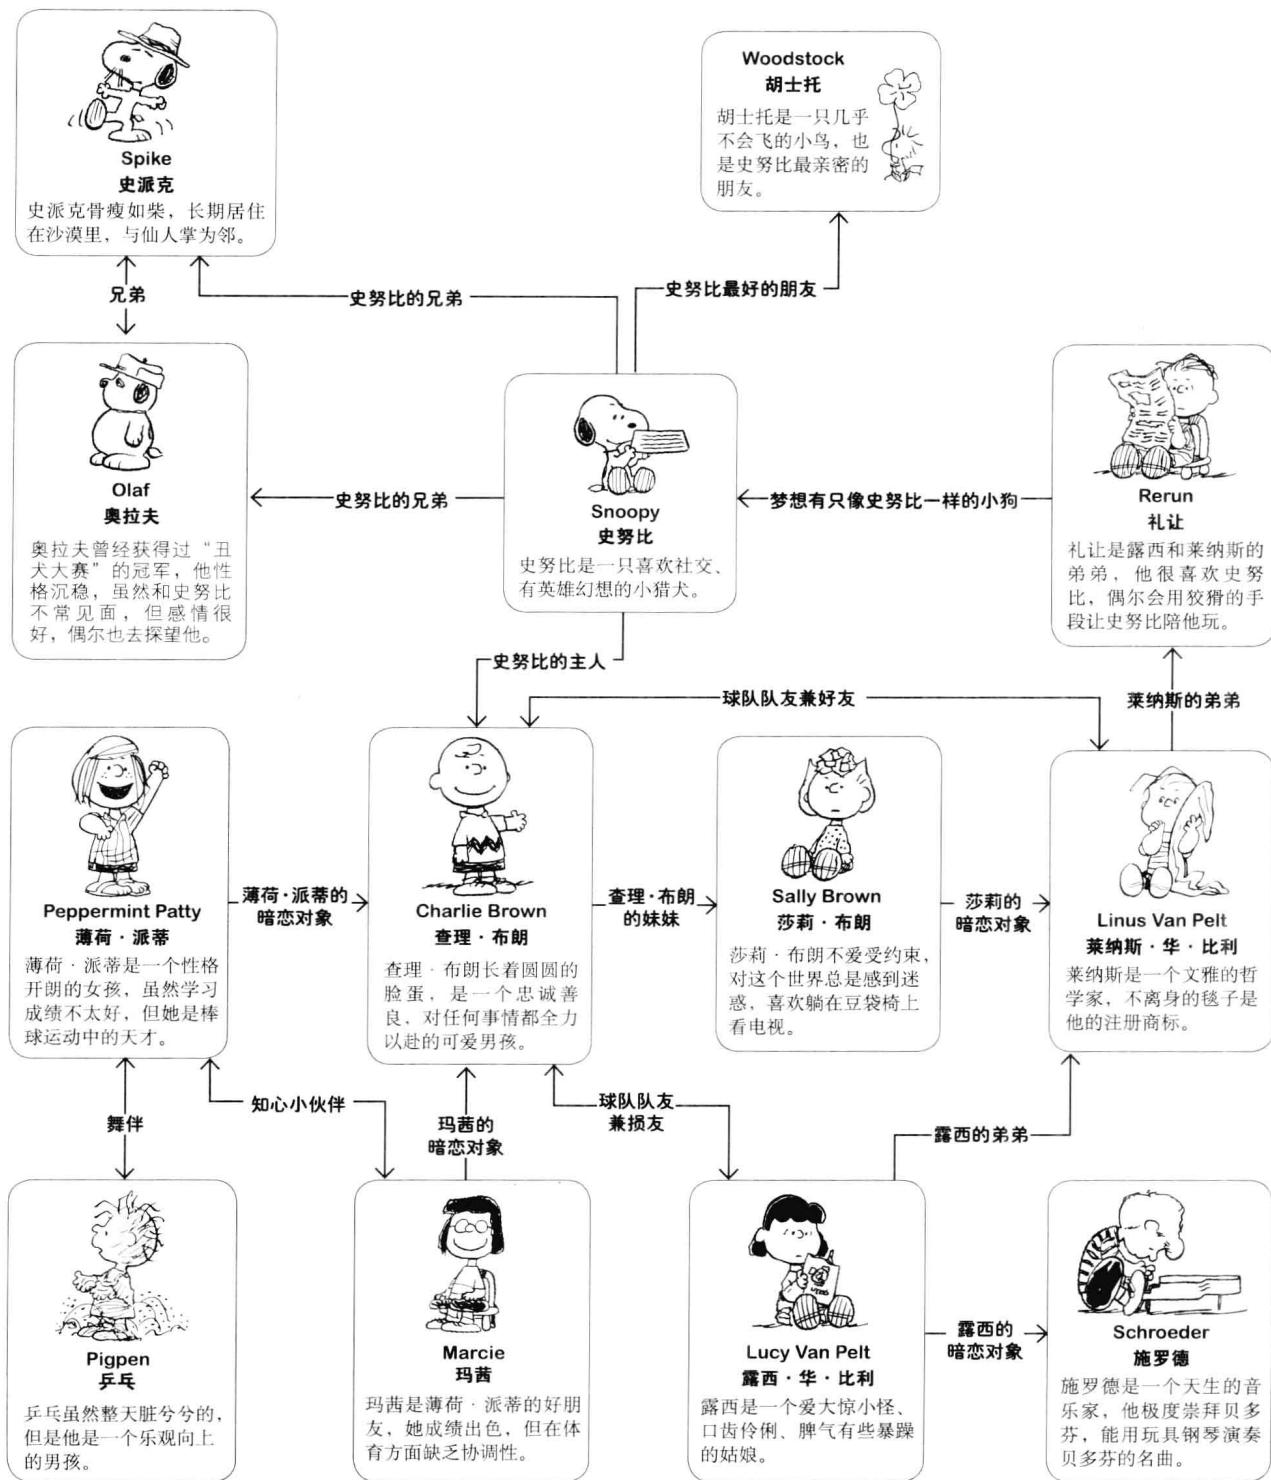 Spike
史派克
史派克骨瘦如柴，长期居住
在沙漠里，与仙人掌为邻。
Woodstock
胡士托
胡士托是一只几乎
不会飞的小鸟，也
是史努比最亲密的
朋友。
兄弟
史努比的兄弟
史努比最好的朋友
Olaf
奥拉夫
奥拉夫曾经获得过“丑
犬大赛”的冠军，他性
格沉稳，虽然和史努比
不常见面，但感情很
好，偶尔也去探望他。
史努比的兄弟
Snoopy
史努比
史努比是一只喜欢社交、
有英雄幻想的小猎犬。
梦想有只像史努比一样的小狗
Rerun
礼让
礼让是露西和莱纳斯的
弟弟，他很喜欢史努
比，偶尔会用狡猾的手
段让史努比陪他玩。
史努比的主人
球队队友兼好友
莱纳斯的弟弟
Peppermint Patty
薄荷·派蒂
薄荷·派蒂是一个性格
开朗的女孩，虽然学习
成绩不太好，但她是棒
球运动中的天才。
薄荷·派蒂的
暗恋对象
Charlie Brown
查理·布朗
查理·布朗长着圆圆的
脸蛋，是一个忠诚善
良，对任何事情都全力
以赴的可爱男孩。
查理·布朗
的妹妹
Sally Brown
莎莉·布朗
莎莉·布朗不爱受约束，
对这个世界总是感到迷
惑，喜欢躺在豆袋椅上
看电视。
莎莉的
暗恋对象
Linus Van Pelt
莱纳斯·华·比利
莱纳斯是一个文雅的哲
学家，不离身的毯子是
他的注册商标。
舞伴
知心小伙伴
玛茜的
暗恋对象
球队队友
兼损友
露西的弟弟
Pigpen
乒乓
乒乓虽然整天脏兮兮的，
但是他是一个乐观向上
的男孩。
Marcie
玛茜
玛茜是薄荷·派蒂的好朋
友，她成绩出色，但在体
育方面缺乏协调性。
Lucy Van Pelt
露西·华·比利
露西是一个爱大惊小怪、
口齿伶俐、脾气有些暴躁
的姑娘。
露西的
暗恋对象
Schroeder
施罗德
施罗德是一个天生的音
乐家，他极度崇拜贝多
芬，能用玩具钢琴演奏
贝多芬的名曲。